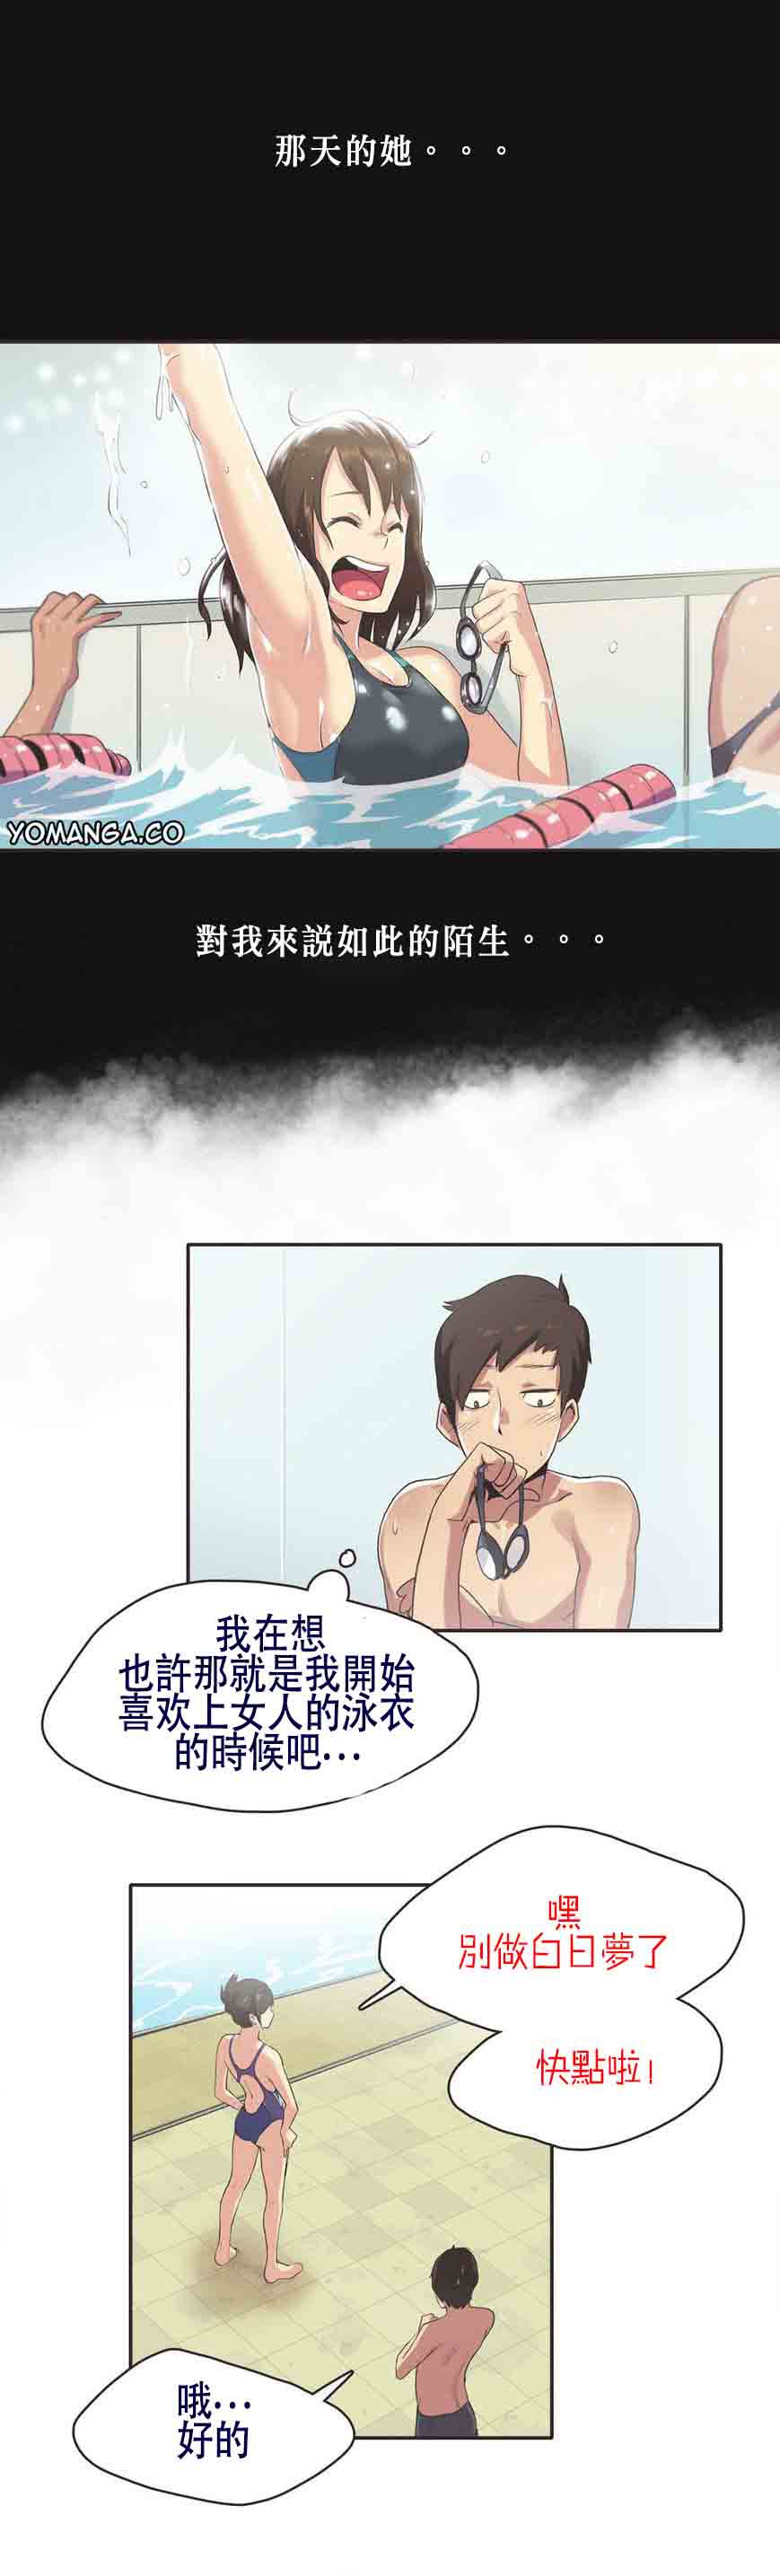 那天的她。。。
YOMANGA.CO
對我來説如此的陌生。。。
我在想
也許那就是我開始
喜欢上女人的泳衣
的時候吧...
嘿
別做白日夢了
快點啦!
哦...
好的